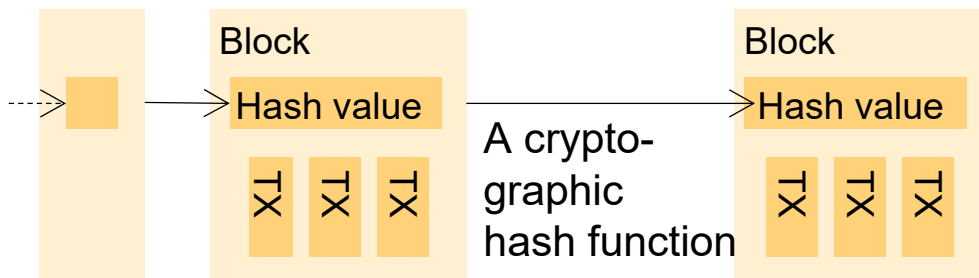 Block
Hash value
TX
TX
TX
A crypto-
graphic
hash function
Block
Hash value
TX
TX
TX